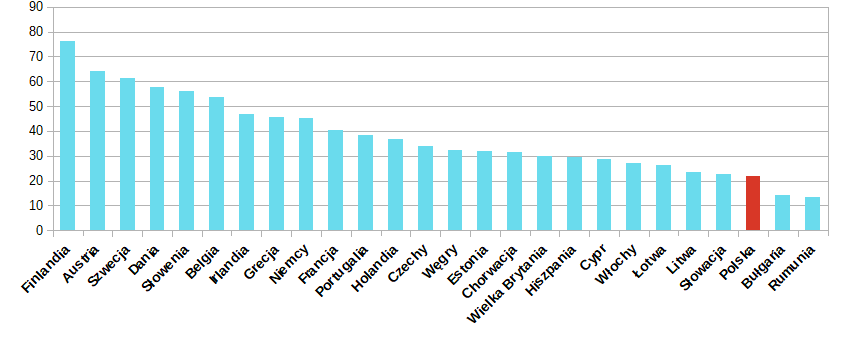 90
80
70
60
50
40
30
20
10
0
Finlandia
Austria
Szwecja
Dania
Słowenia
Belgia
Irlandia
Grecja
Niemcy
Francja
Portugalia
Holandia
Czechy
Węgry
Estonia
Chorwacja
Wielka Brytania
Hiszpania
Cypr
Włochy
Łotwa
Litwa
Słowacja
Polska
Bułgaria
Rumunia